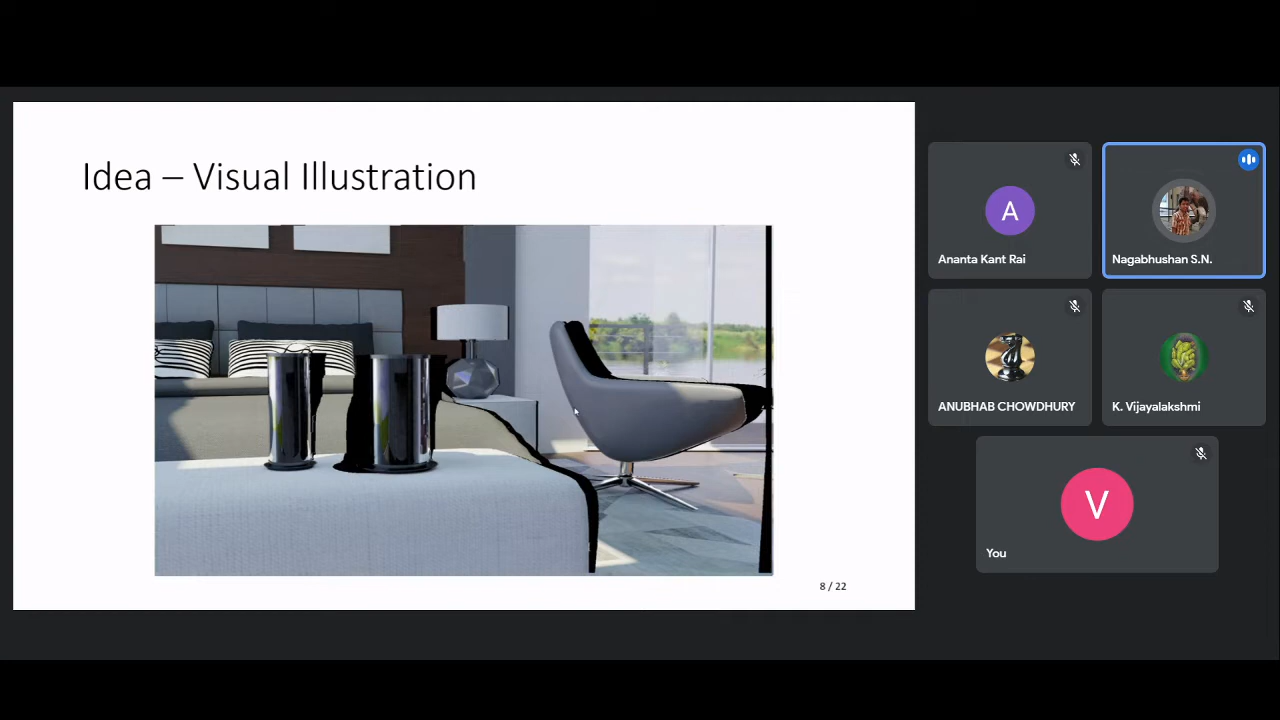 Idea – Visual Illustration
8 / 22
A
Ananta Kant Rai
Nagabhushan S.N.
ANUBHAB CHOWDHURY
K. Vijayalakshmi
V
You